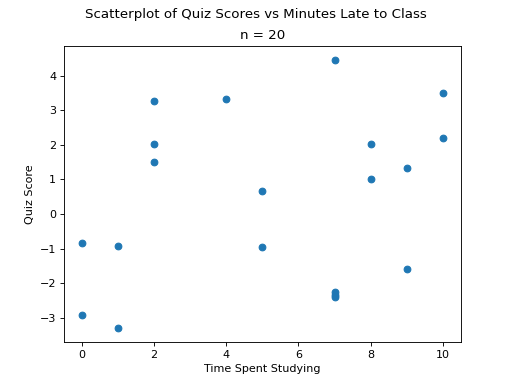 Scatterplot of Quiz Scores vs Minutes Late to Class
n = 20
4
3
2
1
0
−1
−2
−3
Quiz Score
0 2 4 6 8 10
Time Spent Studying